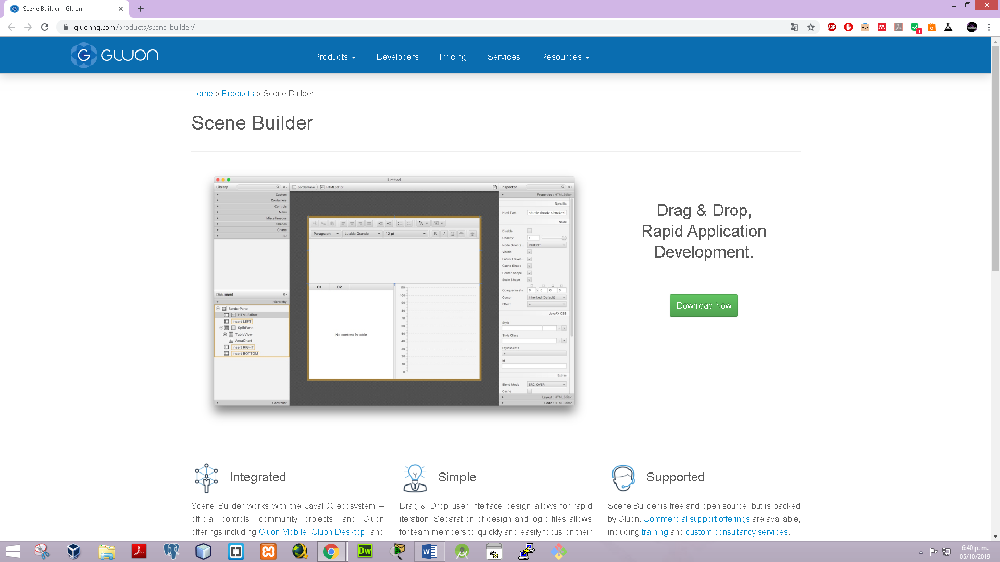 Scene Builder - Gluon
gluonhq.com/products/scene-builder/
ABP
1
GLUON
Products
Developers
Pricing
Services
Resources
Home » Products » Scene Builder
Scene Builder
Untitled
Library
BorderPane
HTMLEditor
Inspector
Custom
Containers
Controls
Menu
Miscellaneous
Shapes
Charts
3D
Properties : HTMLEditor
Specific
Html Text
<html><head></head><l
Node
Disable
Opacity
1
Node Orienta...
INHERIT
Visible
Focus Traver...
Cache Shape
Center Shape
Scale Shape
Opaque Insets
0
0
0
0
Cursor
Inherited (Default)
Effect
+
JavaFX CSS
Style
Style Class
Stylesheets
+
Id
Extras
Blend Mode
SRC_OVER
Cache
Layout : HTMLEditor
Code : HTMLEditor
Paragraph
Lucida Grande
12 pt
B
I
U
C1
C2
No content in table
110
100
90
80
70
60
50
40
30
20
10
0
Document
Hierarchy
BorderPane
HTMLEditor
insert LEFT
SplitPane
TableView
AreaChart
insert RIGHT
insert BOTTOM
Controller
Drag & Drop,
Rapid Application
Development.
Download Now
Integrated
Scene Builder works with the JavaFX ecosystem –
official controls, community projects, and Gluon
offerings including Gluon Mobile, Gluon Desktop, and
Simple
Drag & Drop user interface design allows for rapid
iteration. Separation of design and logic files allows
for team members to quickly and easily focus on their
Supported
Scene Builder is free and open source, but is backed
by Gluon. Commercial support offerings are available,
including training and custom consultancy services.
Dw
6:40 p. m.
05/10/2019